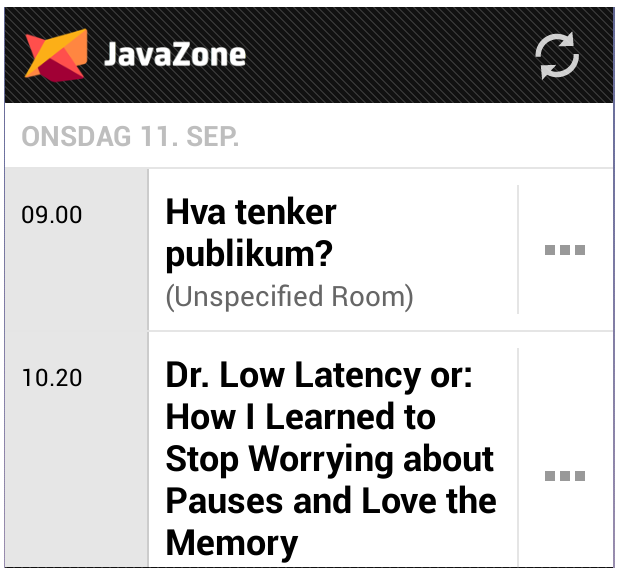 JavaZone
ONSDAG 11. SEP.
09.00
Hva tenker
publikum?
(Unspecified Room)
10.20
Dr. Low Latency or:
How I Learned to
Stop Worrying about
Pauses and Love the
Memory